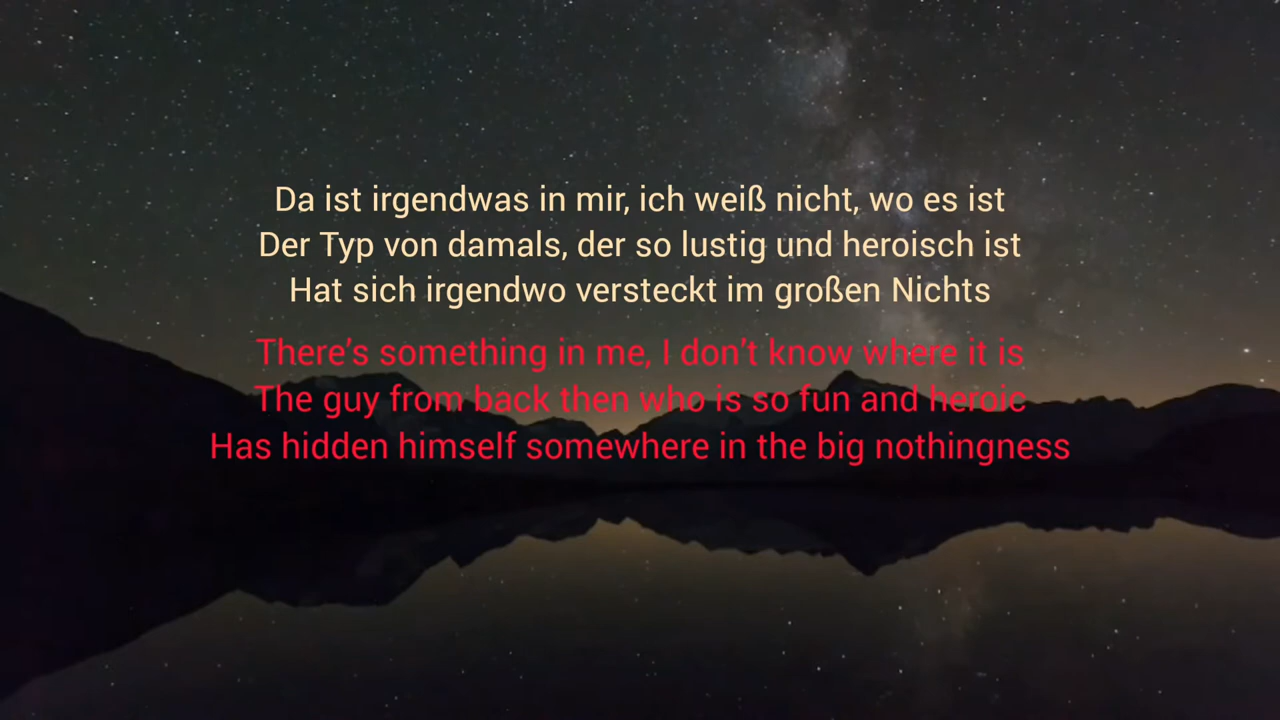 Da ist irgendwas in mir, ich weiß nicht, wo es ist
Der Typ von damals, der so lustig und heroisch ist
Hat sich irgendwo versteckt im großen Nichts
There's something in me, I don't know where it is
The guy from back then who is so fun and heroic
Has hidden himself somewhere in the big nothingness